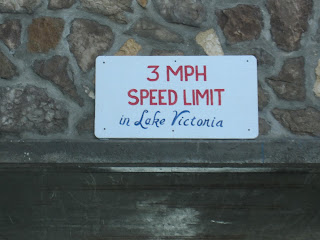 3 MPH
SPEED LIMIT
in Lake Victoria